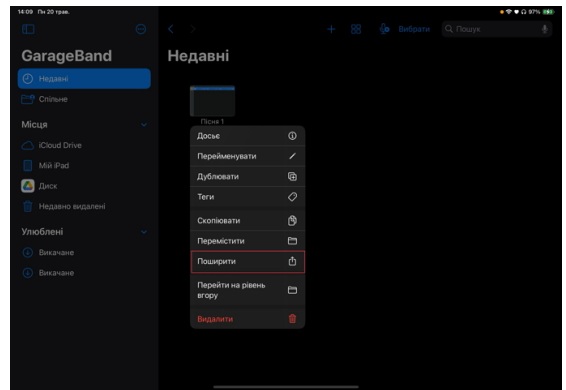 14:09 Пн 20 трав.
97%
GarageBand
Недавні
Спільне
Місця
iCloud Drive
Мій iPad
Диск
Недавно видалені
Улюблені
Викачане
Викачане
Вибрати
Пошук
Недавні
Пісня 1
Досьє
Перейменувати
Дублювати
Теги
Скопіювати
Перемістити
Поширити
Перейти на рівень
вгору
Видалити